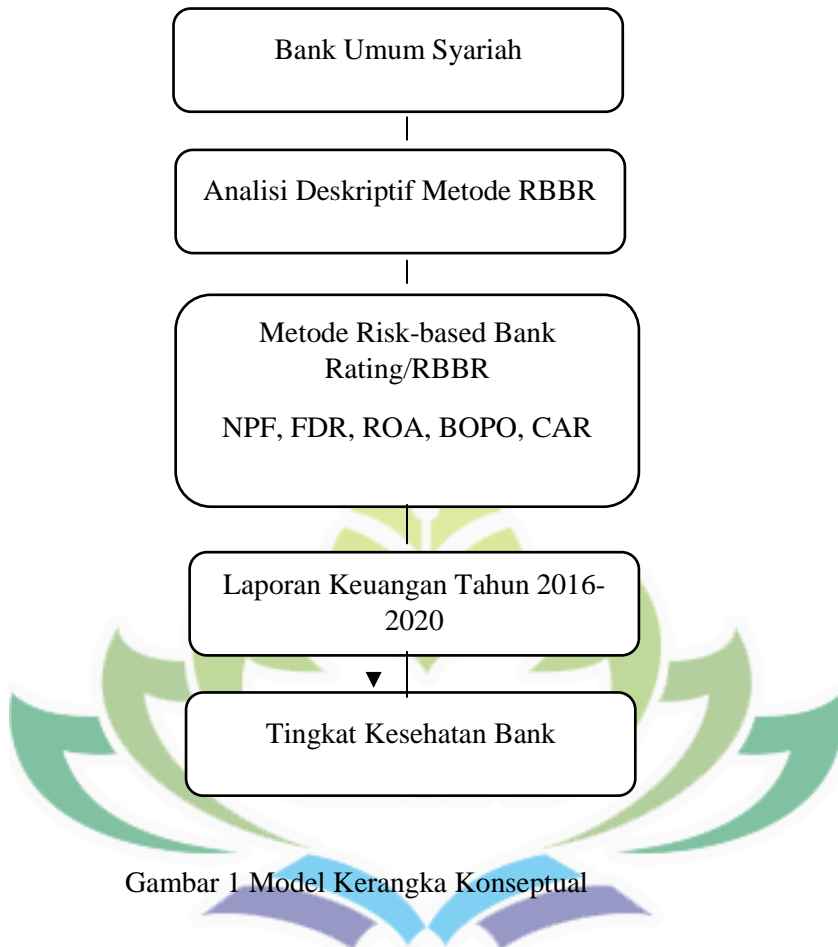 Bank Umum Syariah
Analisi Deskriptif Metode RBBR
Metode Risk-based Bank
Rating/RBBR
NPF, FDR, ROA, BOPO, CAR
Laporan Keuangan Tahun 2016-
2020
Tingkat Kesehatan Bank
Gambar 1 Model Kerangka Konseptual